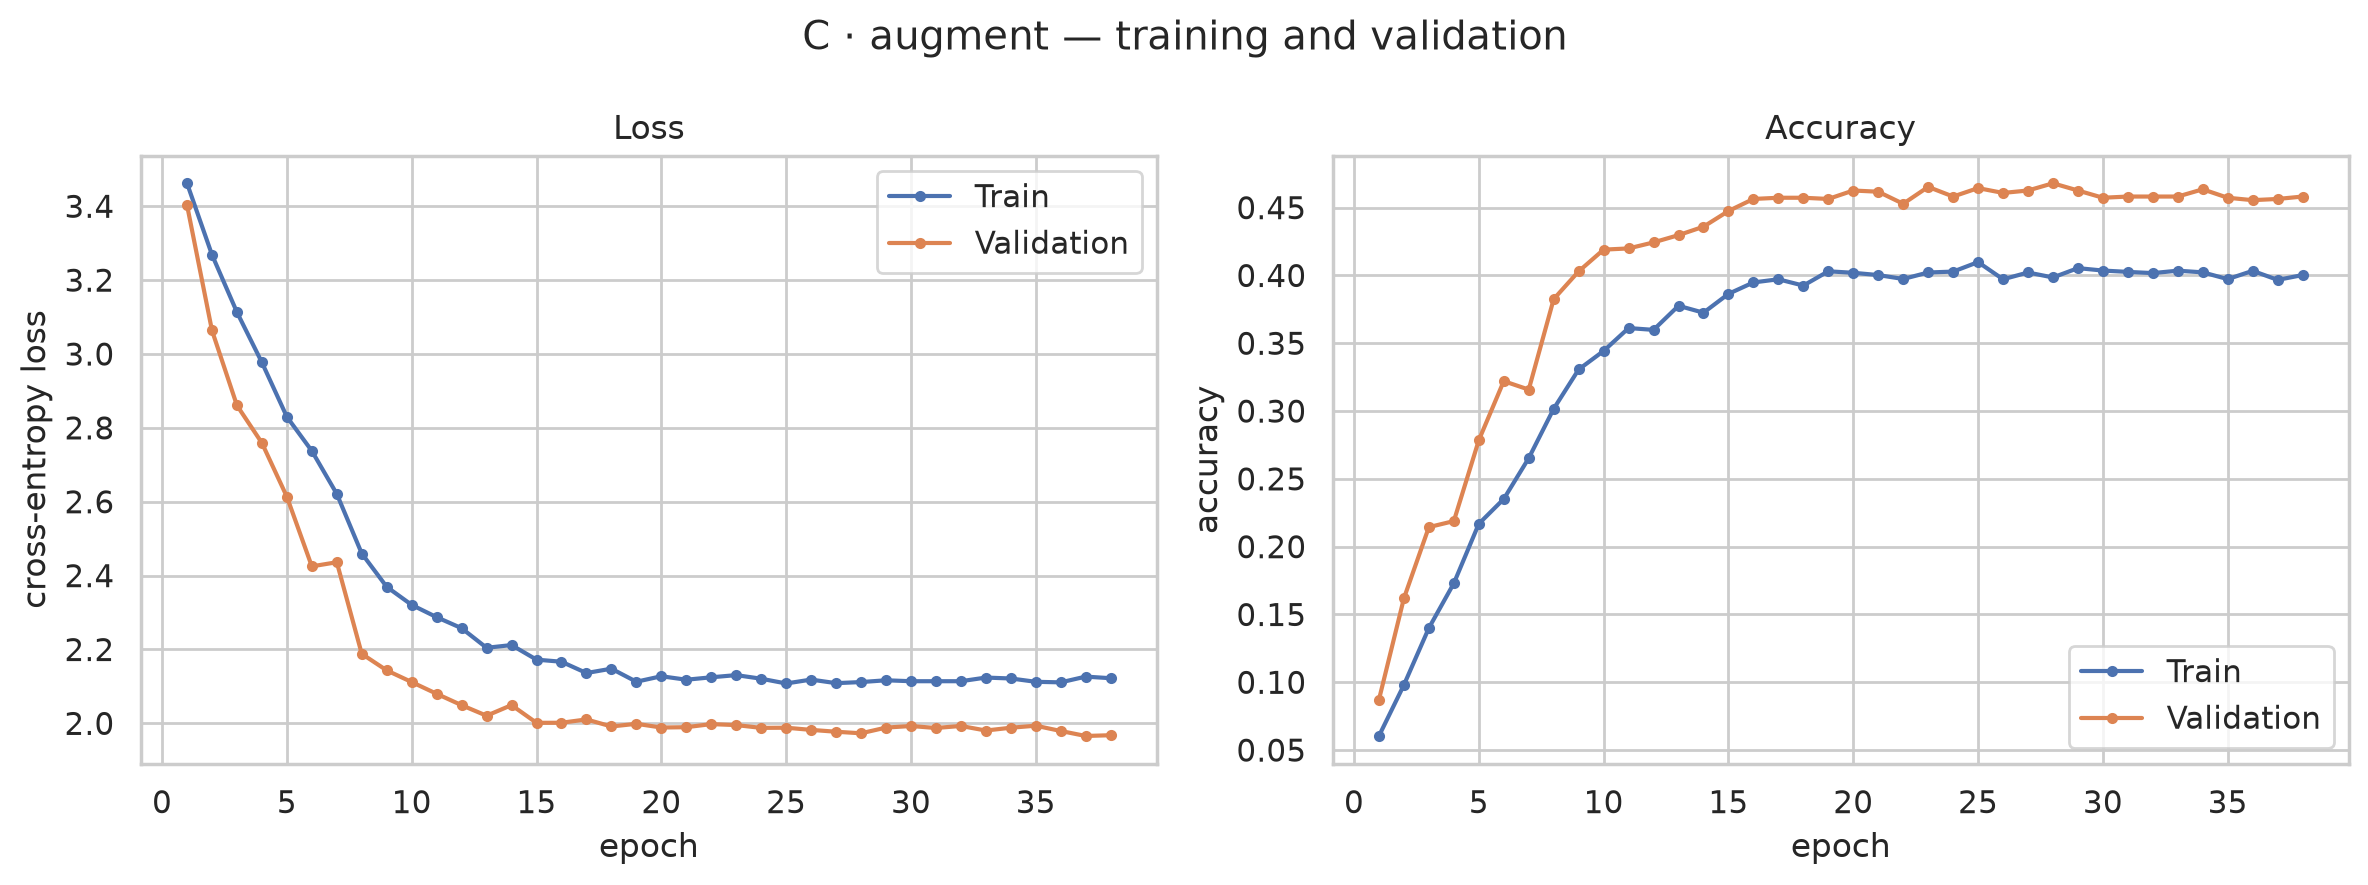 C · augment — training and validation
Loss
Train
Validation
3.4
3.2
3.0
2.8
2.6
2.4
2.2
2.0
cross-entropy loss
0 5 10 15 20 25 30 35
epoch
Accuracy
0.45
0.40
0.35
0.30
0.25
0.20
0.15
0.10
0.05
accuracy
Train
Validation
0 5 10 15 20 25 30 35
epoch